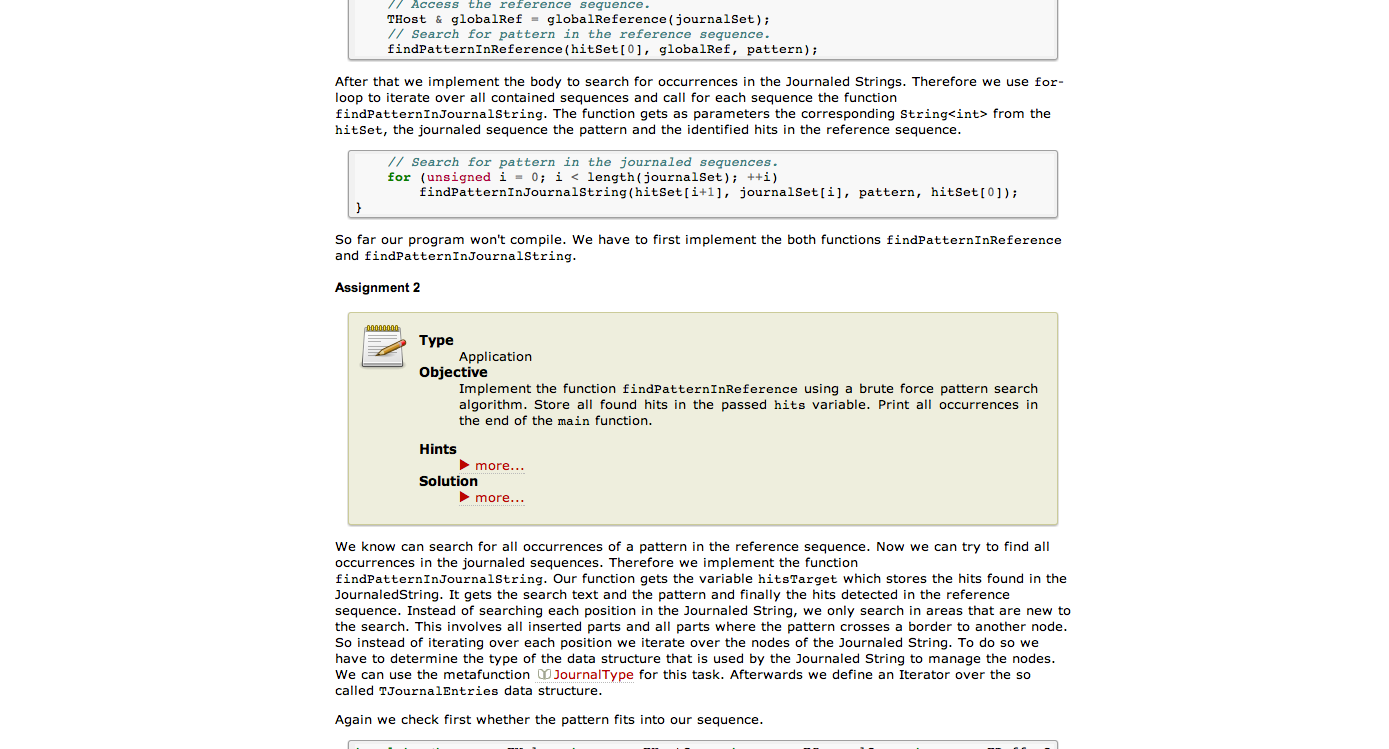 // Access the reference sequence.
THost & globalRef = globalReference(journalSet);
// Search for pattern in the reference sequence.
findPatternInReference(hitSet[0], globalRef, pattern);
After that we implement the body to search for occurrences in the Journaled Strings. Therefore we use for-
loop to iterate over all contained sequences and call for each sequence the function
findPatternInJournalString. The function gets as parameters the corresponding String<int> from the
hitSet, the journaled sequence the pattern and the identified hits in the reference sequence.
// Search for pattern in the journaled sequences.
for (unsigned i = 0; i < length(journalSet); ++i)
findPatternInJournalString(hitSet[i+1], journalSet[i], pattern, hitSet[0]);
}
So far our program won't compile. We have to first implement the both functions findPatternInReference
and findPatternInJournalString.
Assignment 2
Type
Application
Objective
Implement the function findPatternInReference using a brute force pattern search
algorithm. Store all found hits in the passed hits variable. Print all occurrences in
the end of the main function.
Hints
more...
Solution
more...
We know can search for all occurrences of a pattern in the reference sequence. Now we can try to find all
occurrences in the journaled sequences. Therefore we implement the function
findPatternInJournalString. Our function gets the variable hitsTarget which stores the hits found in the
JournaledString. It gets the search text and the pattern and finally the hits detected in the reference
sequence. Instead of searching each position in the Journaled String, we only search in areas that are new to
the search. This involves all inserted parts and all parts where the pattern crosses a border to another node.
So instead of iterating over each position we iterate over the nodes of the Journaled String. To do so we
have to determine the type of the data structure that is used by the Journaled String to manage the nodes.
We can use the metafunction JournalType for this task. Afterwards we define an Iterator over the so
called TJournalEntries data structure.
Again we check first whether the pattern fits into our sequence.